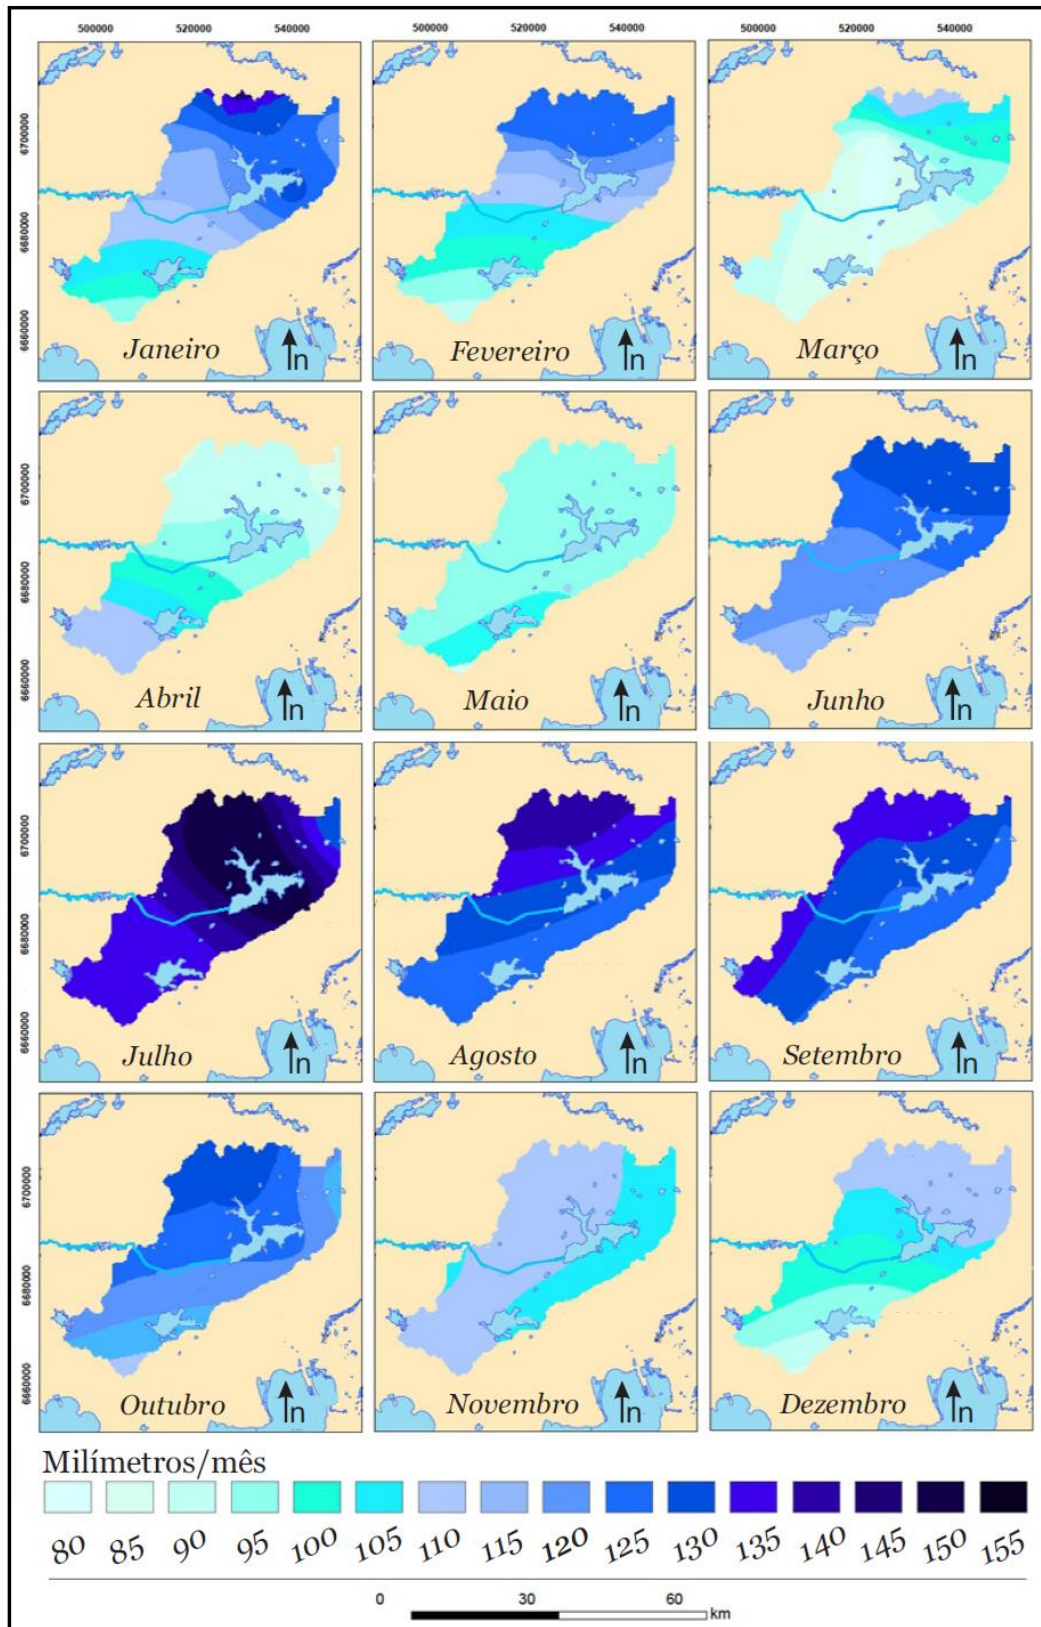 500000 520000 540000 500000 520000 540000 500000 520000 540000
6700000
6680000
6660000
Janeiro n Fevereiro n Março n
6700000
6680000
6660000
Abril n Maio n Junho n
6700000
6680000
6660000
Julho n Agosto n Setembro n
6700000
6680000
6660000
Outubro n Novembro n Dezembro n
Milímetros/mês
80 85 90 95 100 105 110 115 120 125 130 135 140 145 150 155
0 30 60
km